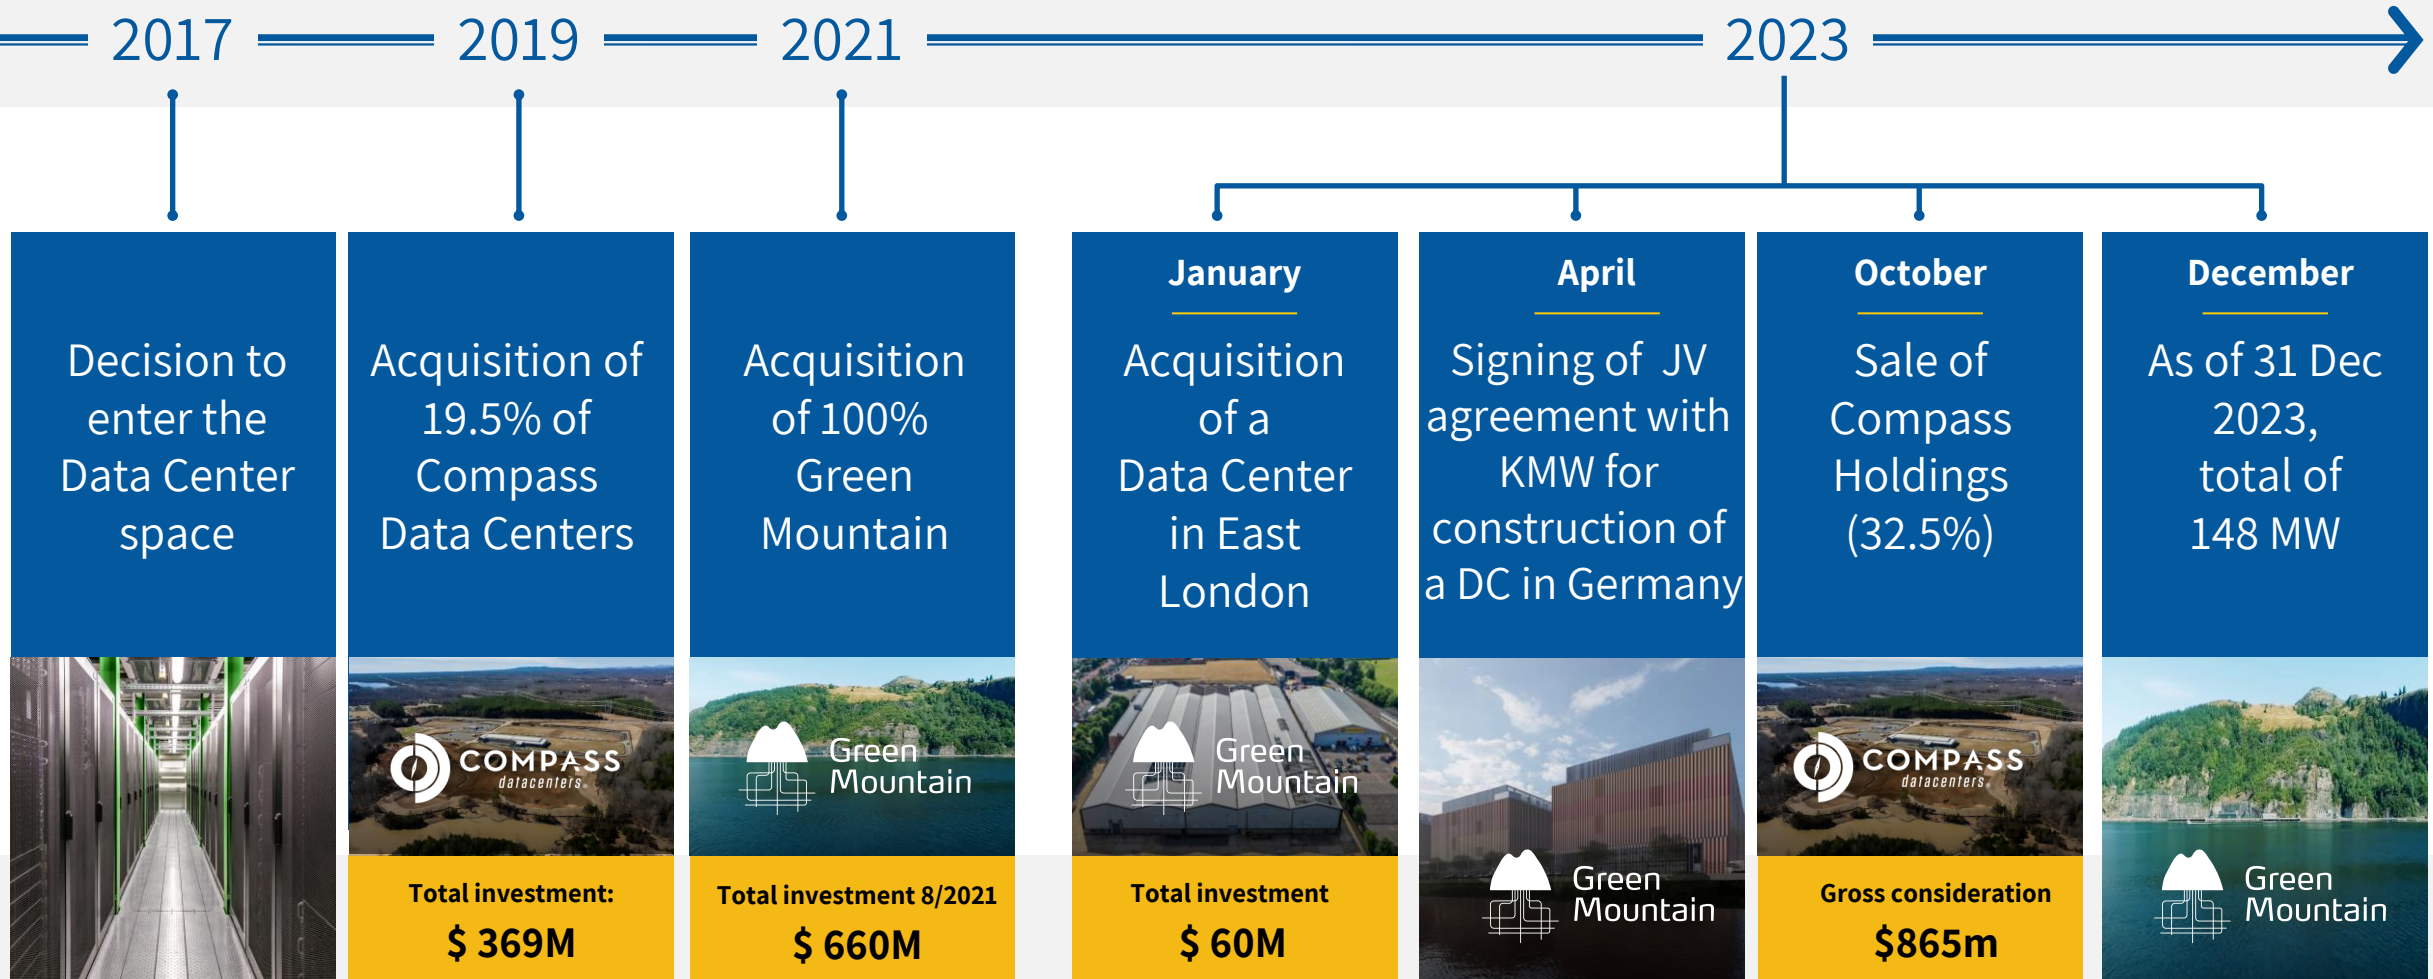 2017
2019
2021
2023
Decision to
enter the
Data Center
space
Acquisition of
19.5% of
Compass
Data Centers
COMPASS
datacenters®
Total investment:
$ 369M
Acquisition
of 100%
Green
Mountain
Green
Mountain
Total investment 8/2021
$ 660M
January
Acquisition
of a
Data Center
in East
London
Green
Mountain
Total investment
$ 60M
April
Signing of JV
agreement with
KMW for
construction of
a DC in Germany
Green
Mountain
October
Sale of
Compass
Holdings
(32.5%)
COMPASS
datacenters®
Gross consideration
$865m
December
As of 31 Dec
2023,
total of
148 MW
Green
Mountain